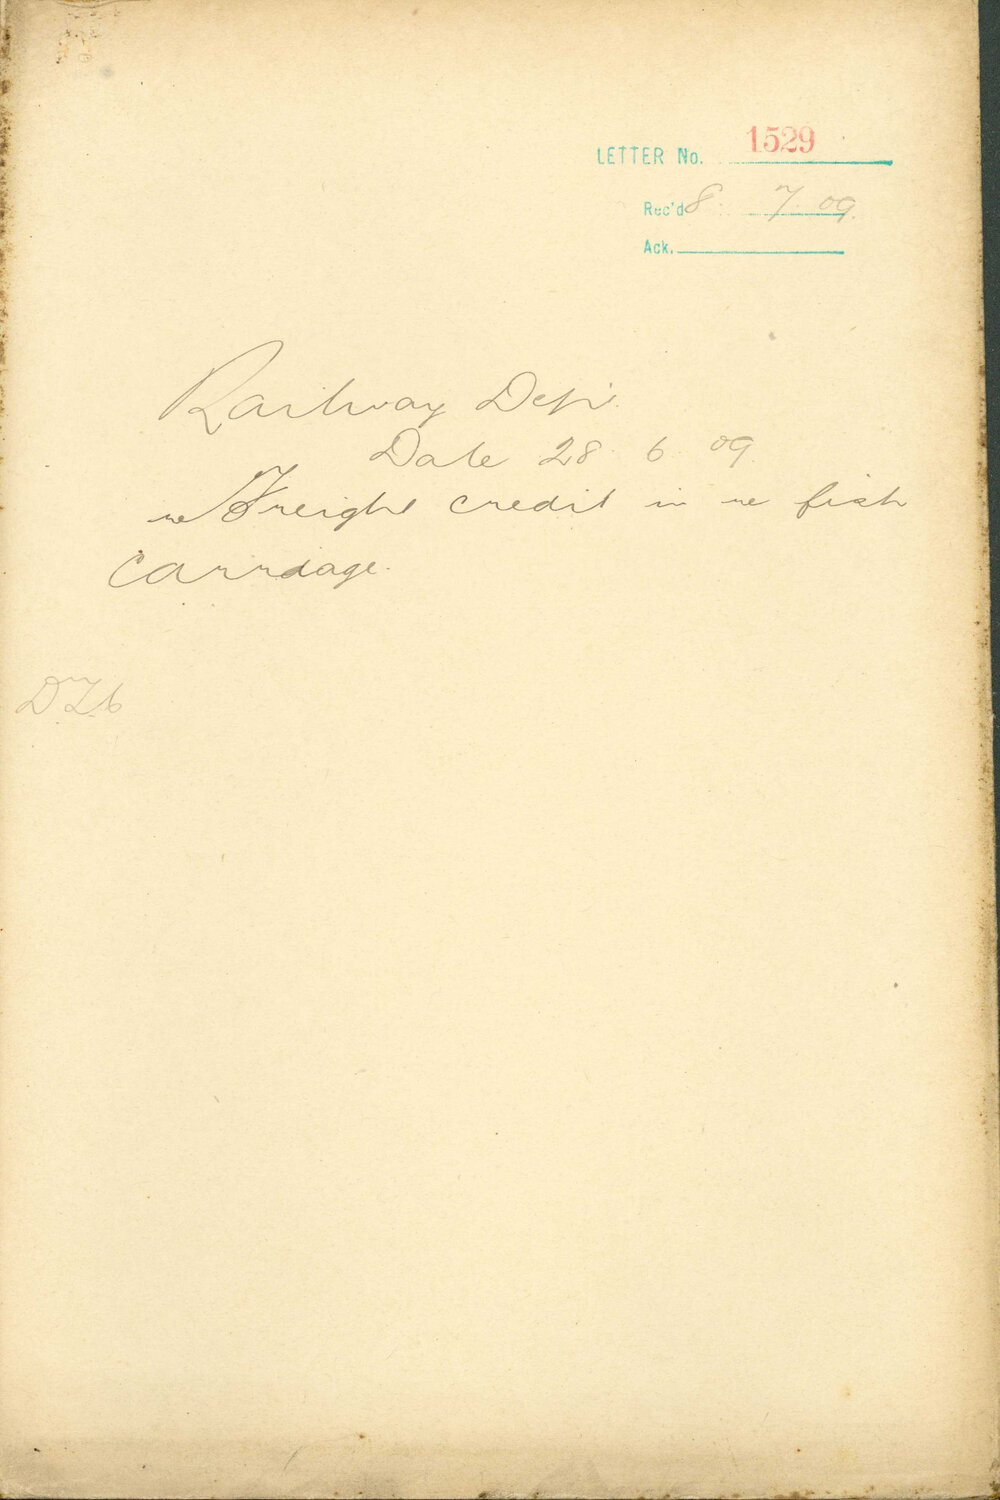 LETTER No. 1529
Rec'd 8 7 09.
Ack.
Railway Dept.
Date 28 6 09
re Freight credit in re fish
carriage.